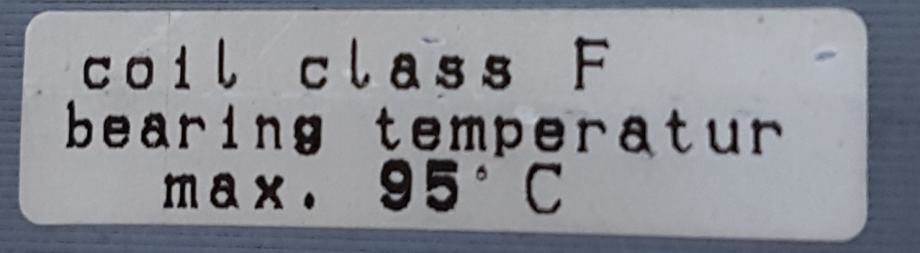 coil class F
bearing temperatur
max. 95° C